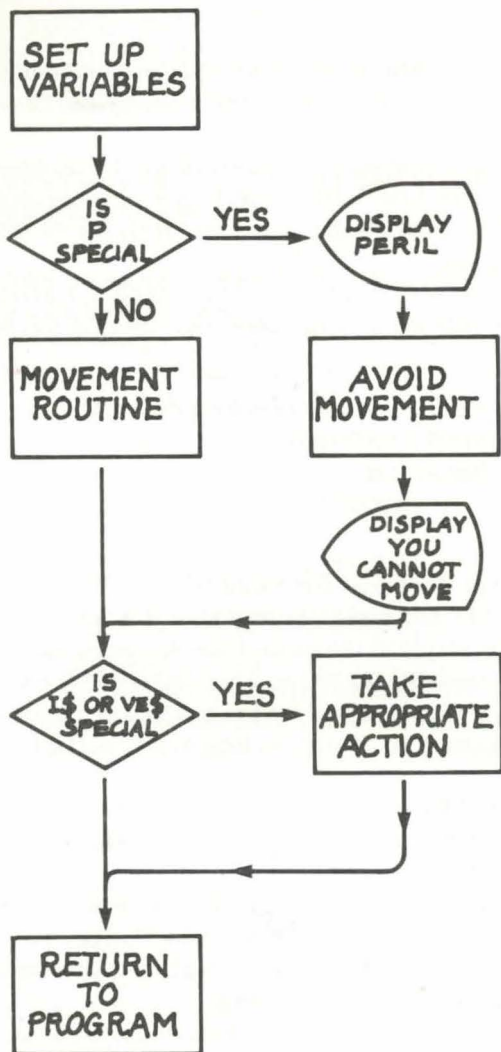 SET UP
VARIABLES
IS
P
SPECIAL
YES
DISPLAY
PERIL
NO
MOVEMENT
ROUTINE
AVOID
MOVEMENT
DISPLAY
YOU
CANNOT
MOVE
IS
I$ OR VE$
SPECIAL
YES
TAKE
APPROPRIATE
ACTION
RETURN
TO
PROGRAM